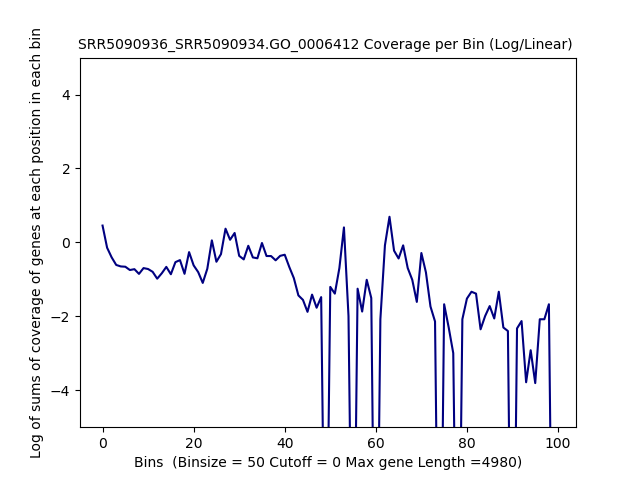 SRR5090936_SRR5090934.GO_0006412 Coverage per Bin (Log/Linear)
Log of sums of coverage of genes at each position in each bin
4
2
0
−2
−4
0 20 40 60 80 100
Bins  (Binsize = 50 Cutoff = 0 Max gene Length =4980)